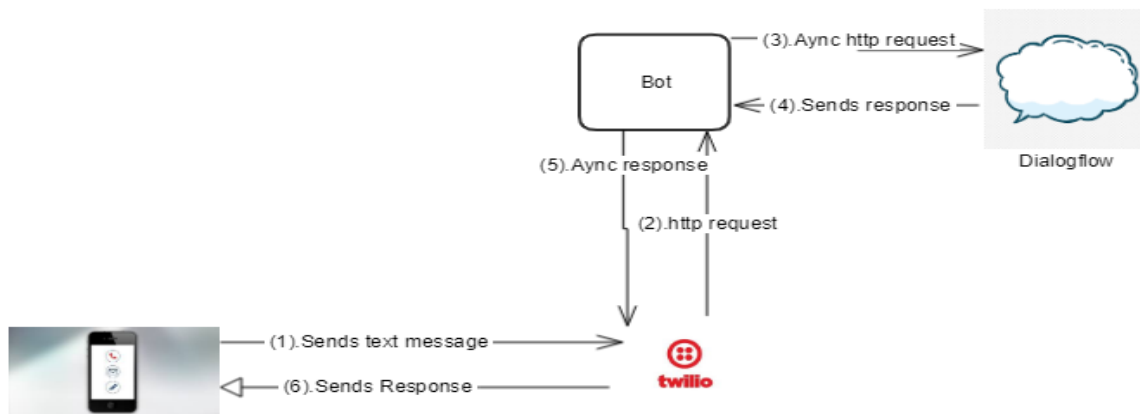 (3).Aync http request
Bot
(4).Sends response
Dialogflow
(5).Aync response
(2).http request
(1).Sends text message
(6).Sends Response
twilio